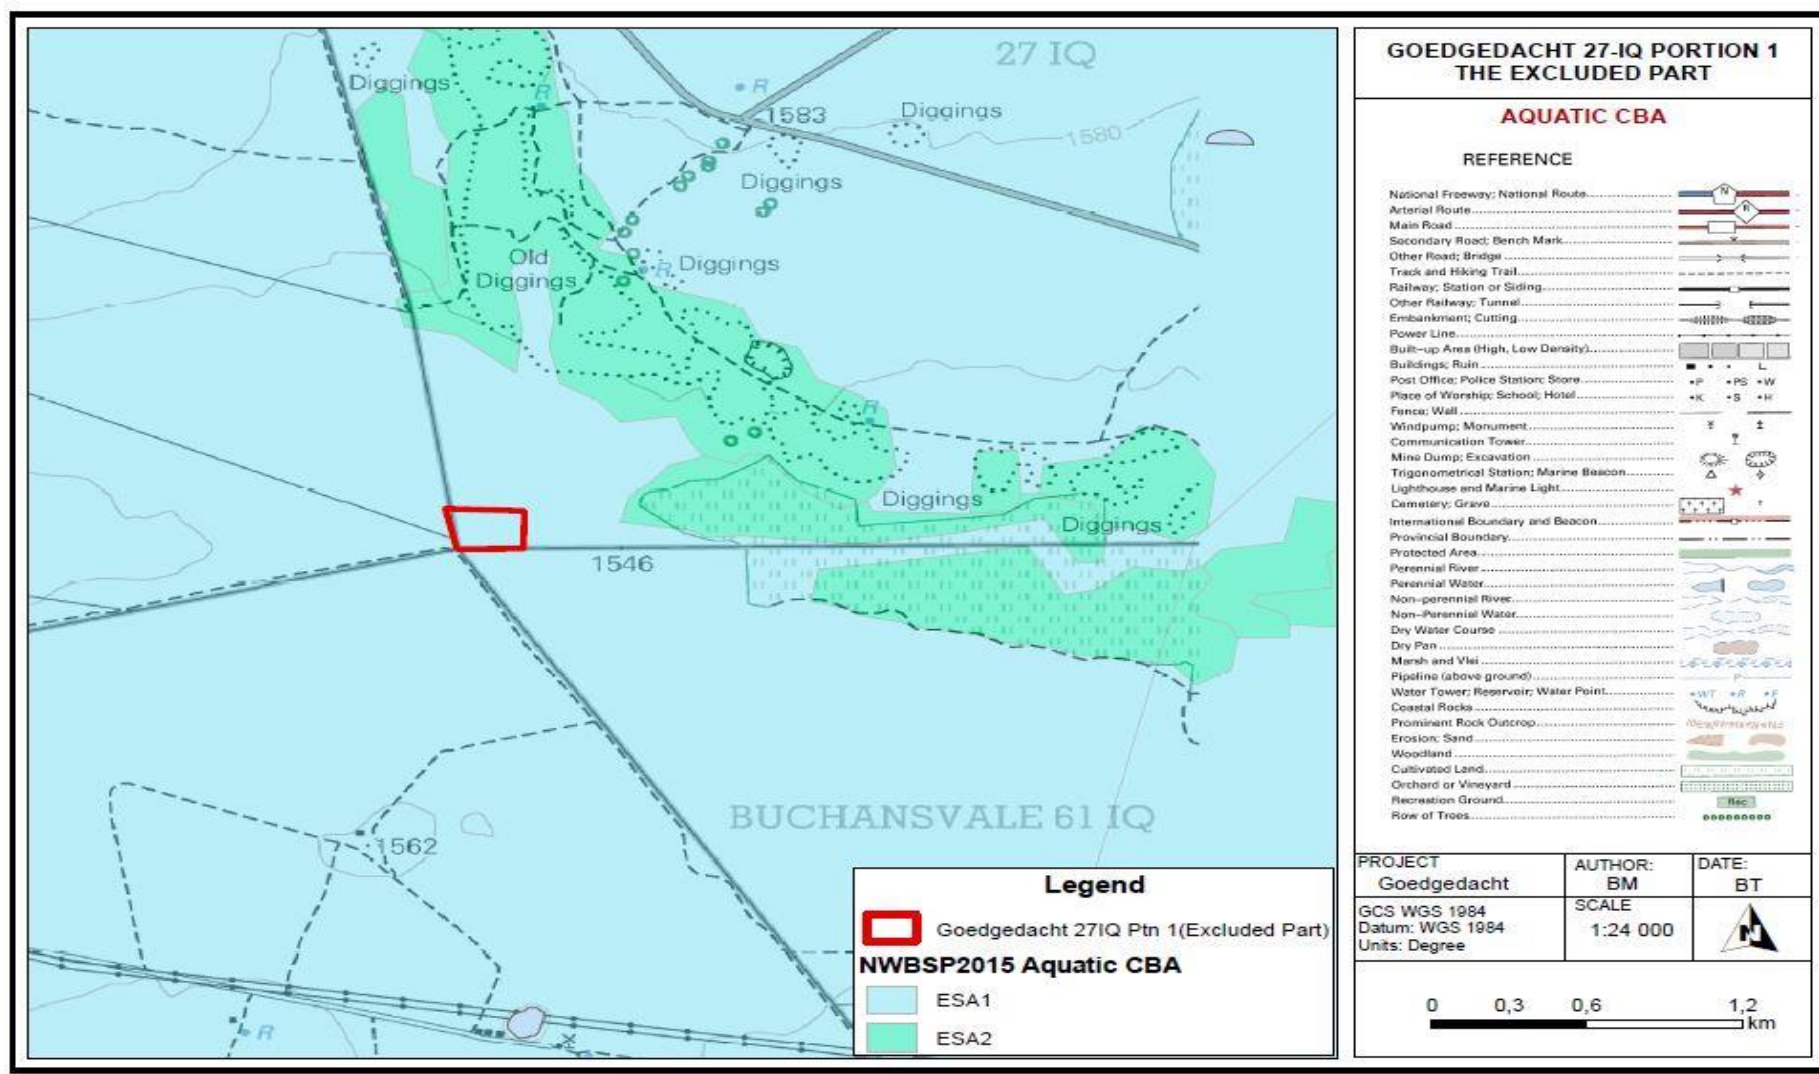 27 IQ
Diggings
R
R
1583
Diggings
1580
Diggings
Old
Diggings
R
Diggings
R
Diggings
Diggings
1546
BUCHANSVALE 61 IQ
1562
R
Legend
Goedgedacht 27IQ Ptn 1(Excluded Part)
NWBSP2015 Aquatic CBA
ESA1
ESA2
GOEDGEDACHT 27-IQ PORTION 1
THE EXCLUDED PART
AQUATIC CBA
REFERENCE
National Freeway; National Route N
Arterial Route R
Main Road
Secondary Road; Bench Mark
Other Road; Bridge
Track and Hiking Trail
Railway; Station or Siding
Other Railway; Tunnel
Embankment; Cutting
Power Line
Built-up Area (High, Low Density)
Buildings; Ruin
Post Office; Police Station; Store •P •PS •W
Place of Worship; School; Hotel •K •S •H
Fence; Wall
Windpump; Monument
Communication Tower
Mine Dump; Excavation
Trigonometrical Station; Marine Beacon
Lighthouse and Marine Light
Cemetery; Grave
International Boundary and Beacon
Provincial Boundary
Protected Area
Perennial River
Perennial Water
Non-perennial River
Non-Perennial Water
Dry Water Course
Dry Pan
Marsh and Vlei
Pipeline (above ground) P
Water Tower; Reservoir; Water Point •WT •R •F
Coastal Rocks
Prominent Rock Outcrop
Erosion; Sand
Woodland
Cultivated Land
Orchard or Vineyard
Recreation Ground Rec
Row of Trees
PROJECT
Goedgedacht
AUTHOR:
BM
DATE:
BT
GCS WGS 1984
Datum: WGS 1984
Units: Degree
SCALE
1:24 000
N
0 0,3 0,6 1,2
km